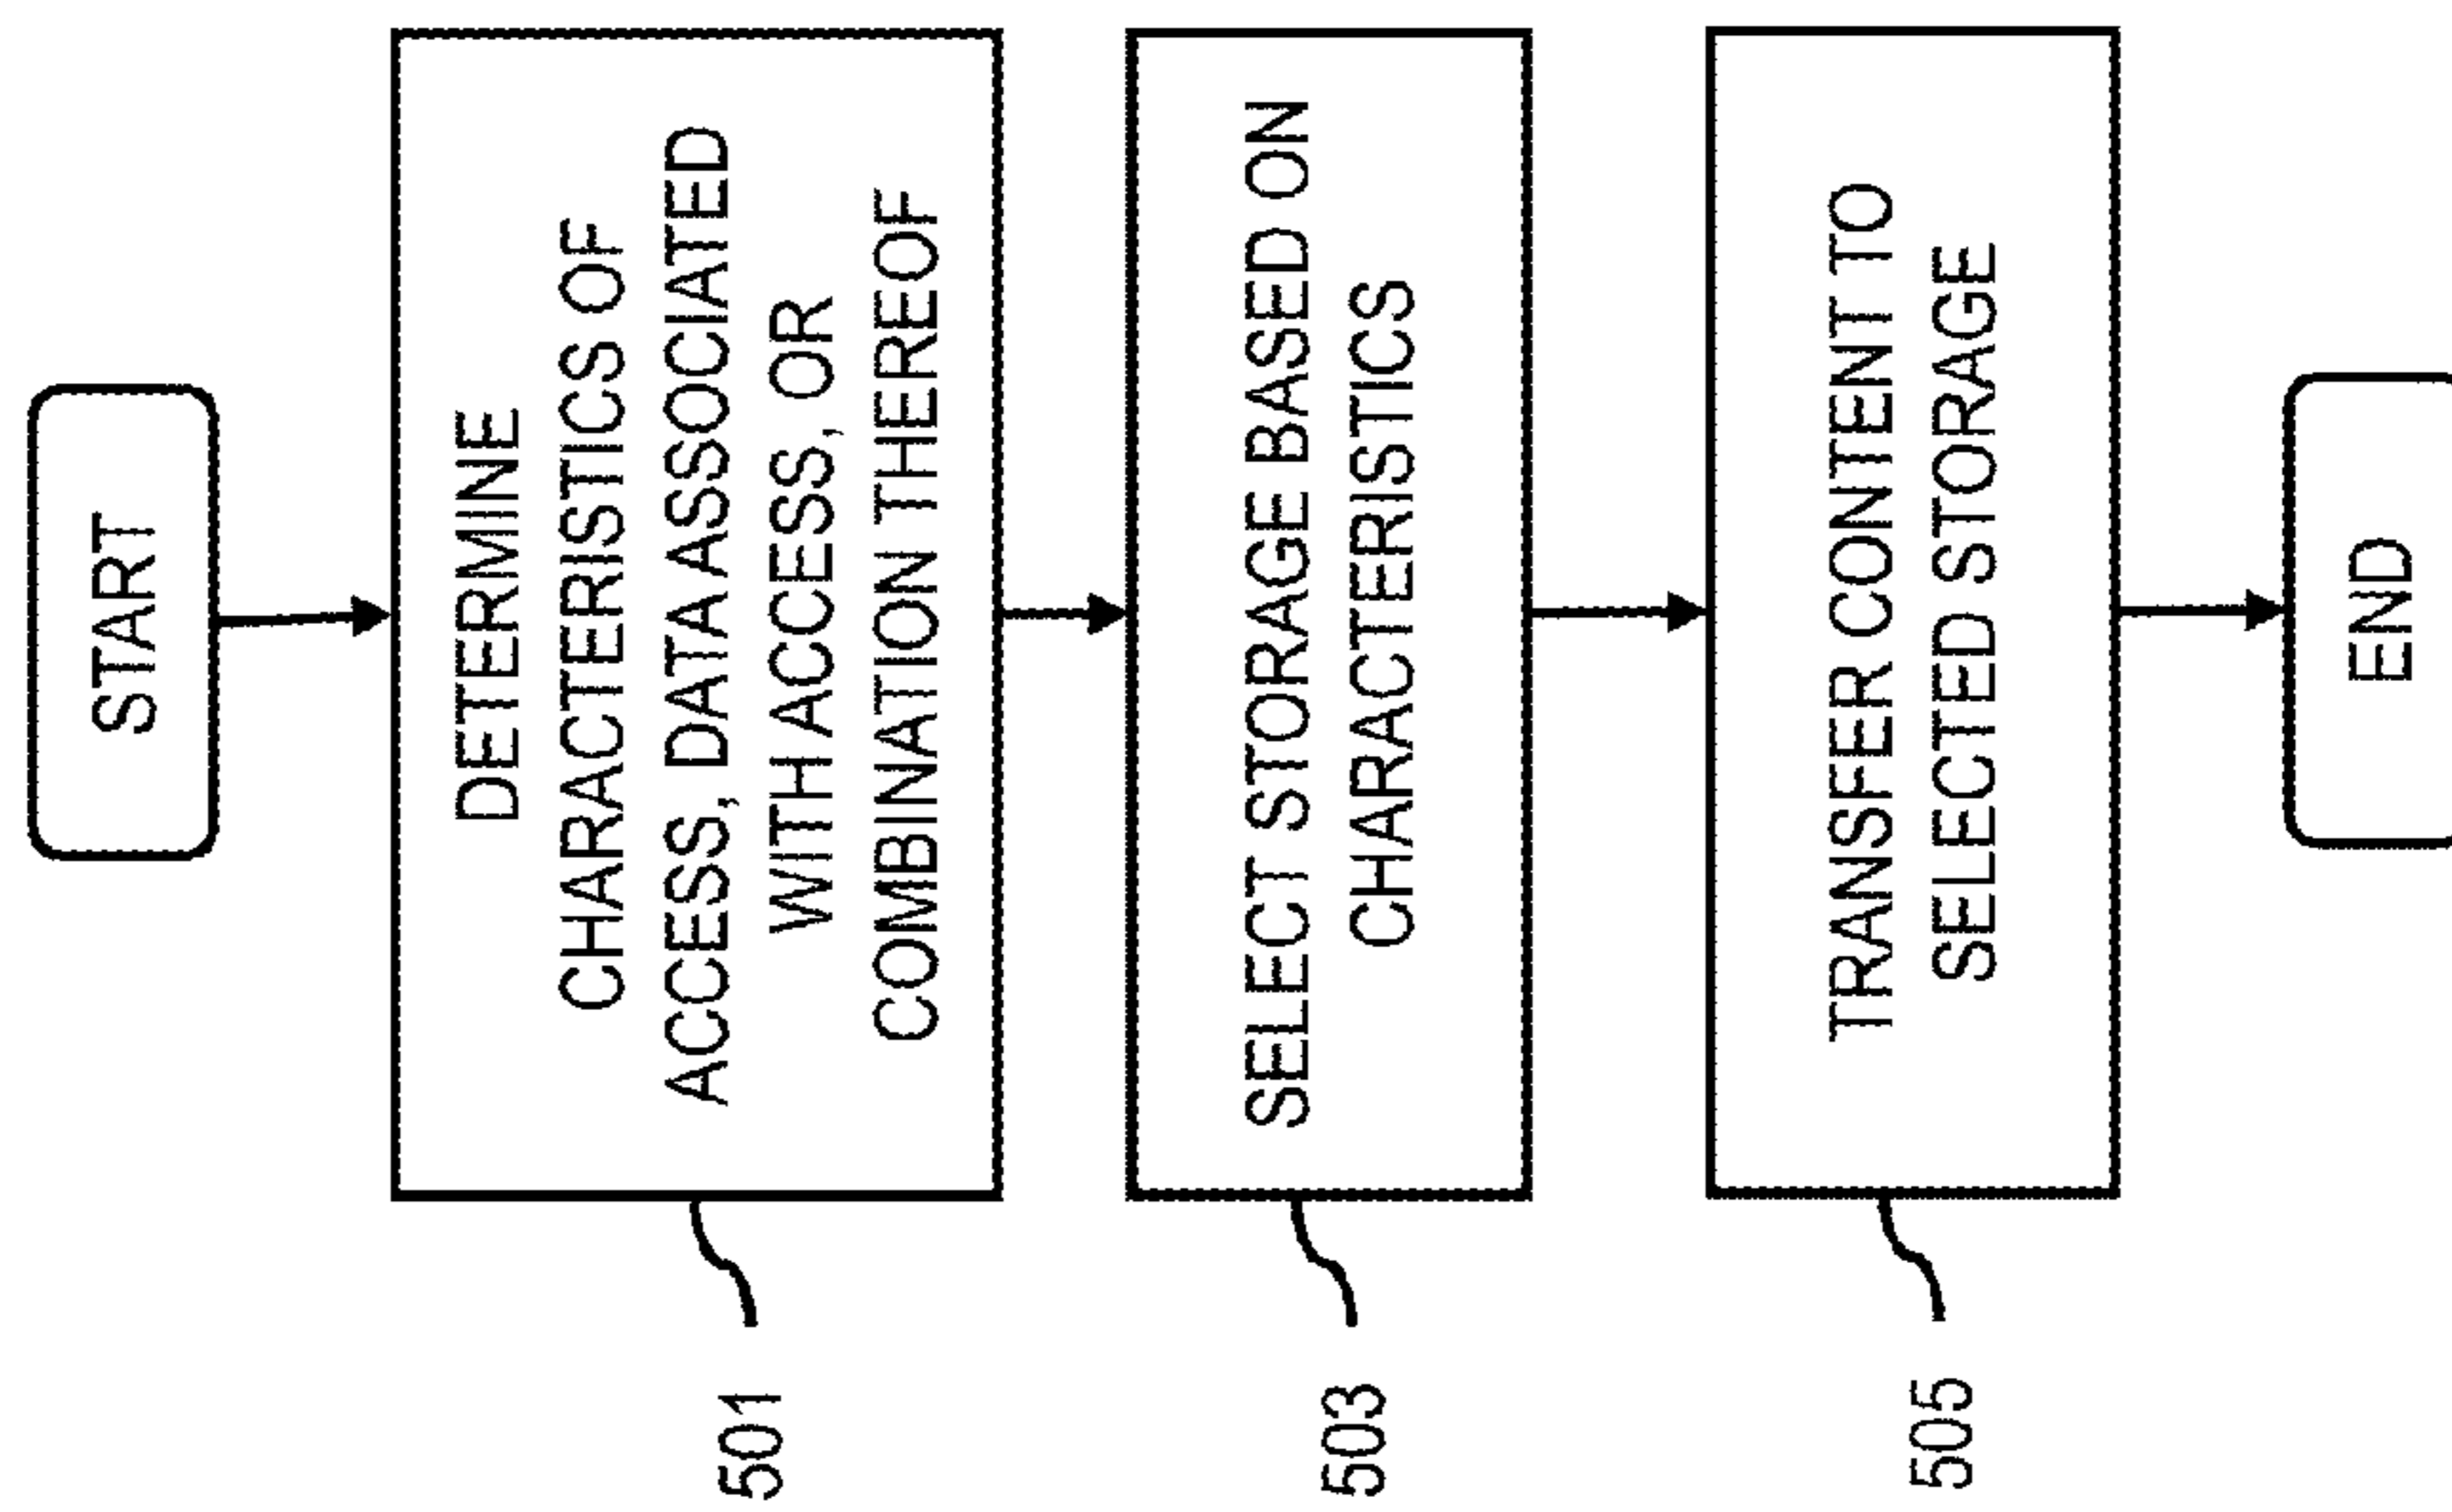 START
DETERMINE
CHARACTERISTICS OF
ACCESS, DATA ASSOCIATED
WITH ACCESS, OR
COMBINATION THEREOF
501
SELECT STORAGE BASED ON
CHARACTERISTICS
503
TRANSFER CONTENT TO
SELECTED STORAGE
505
END